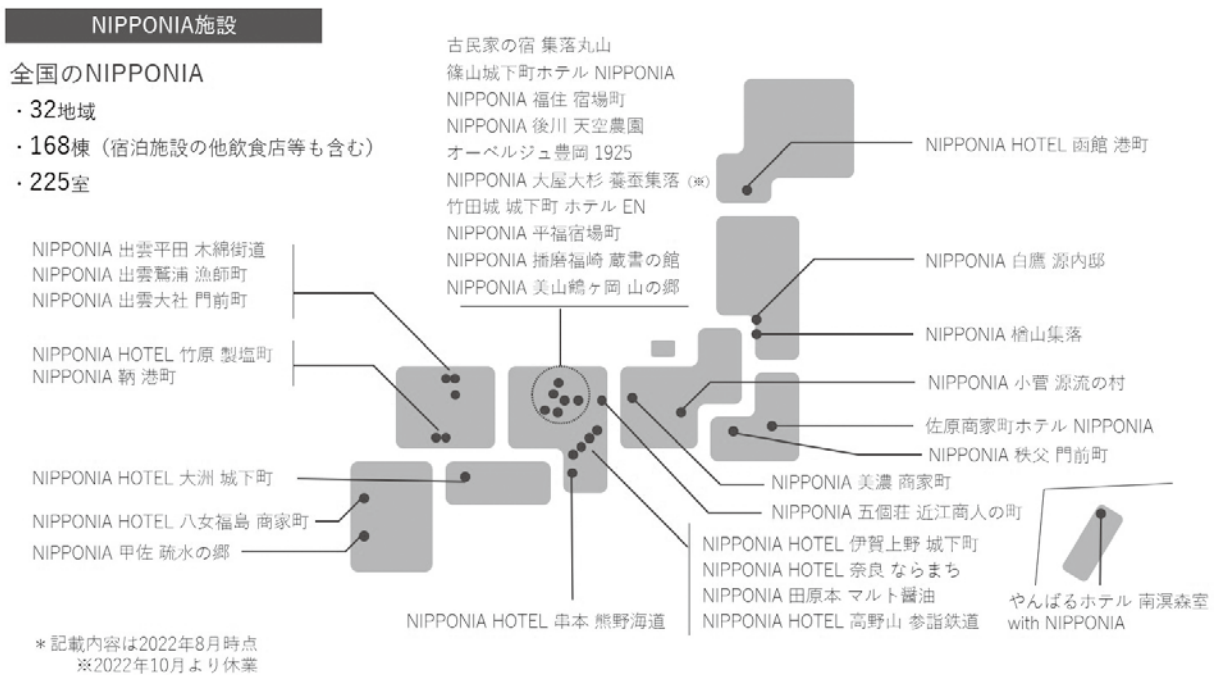 NIPPONIA施設
全国のNIPPONIA
・32地域
・168棟（宿泊施設の他飲食店等も含む）
・225室
古民家の宿 集落丸山
篠山城下町ホテル NIPPONIA
NIPPONIA 福住 宿場町
NIPPONIA 後川 天空農園
オーベルジュ豊岡 1925
NIPPONIA 大屋大杉 養蚕集落（※）
竹田城 城下町 ホテル EN
NIPPONIA 平福宿場町
NIPPONIA 播磨福崎 蔵書の館
NIPPONIA 美山鶴ヶ岡 山の郷
NIPPONIA 出雲平田 木綿街道
NIPPONIA 出雲鷺浦 漁師町
NIPPONIA 出雲大社 門前町
NIPPONIA HOTEL 竹原 製塩町
NIPPONIA 鞆 港町
NIPPONIA HOTEL 大洲 城下町
NIPPONIA HOTEL 八女福島 商家町
NIPPONIA 甲佐 疏水の郷
NIPPONIA HOTEL 函館 港町
NIPPONIA 白鷹 源内邸
NIPPONIA 楢山集落
NIPPONIA 小菅 源流の村
佐原商家町ホテル NIPPONIA
NIPPONIA 秩父 門前町
NIPPONIA 美濃 商家町
NIPPONIA 五個荘 近江商人の町
NIPPONIA HOTEL 伊賀上野 城下町
NIPPONIA HOTEL 奈良 ならまち
NIPPONIA 田原本 マルト醤油
NIPPONIA HOTEL 高野山 参詣鉄道
NIPPONIA HOTEL 串本 熊野海道
やんばるホテル 南溟森室
with NIPPONIA
＊記載内容は2022年8月時点
※2022年10月より休業